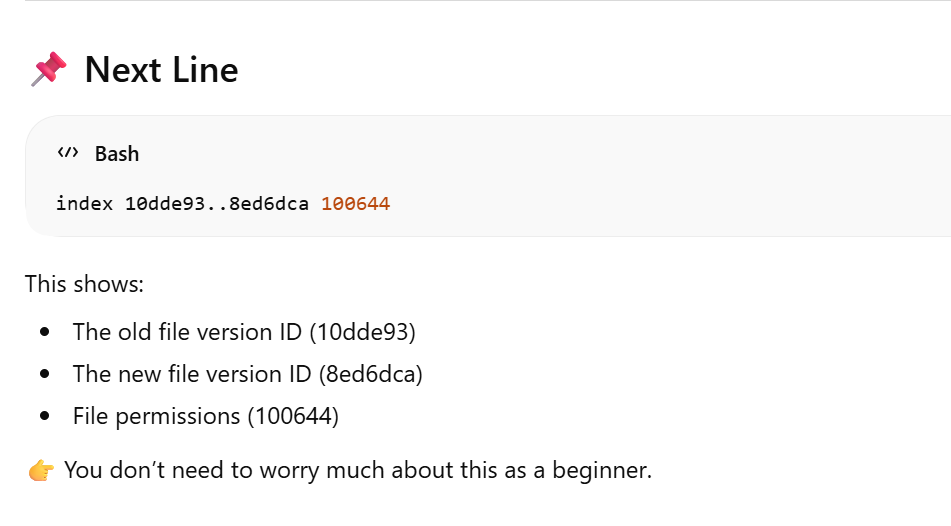 📌 Next Line
</> Bash
index 10dde93..8ed6dca 100644
This shows:
• The old file version ID (10dde93)
• The new file version ID (8ed6dca)
• File permissions (100644)
👉 You don’t need to worry much about this as a beginner.